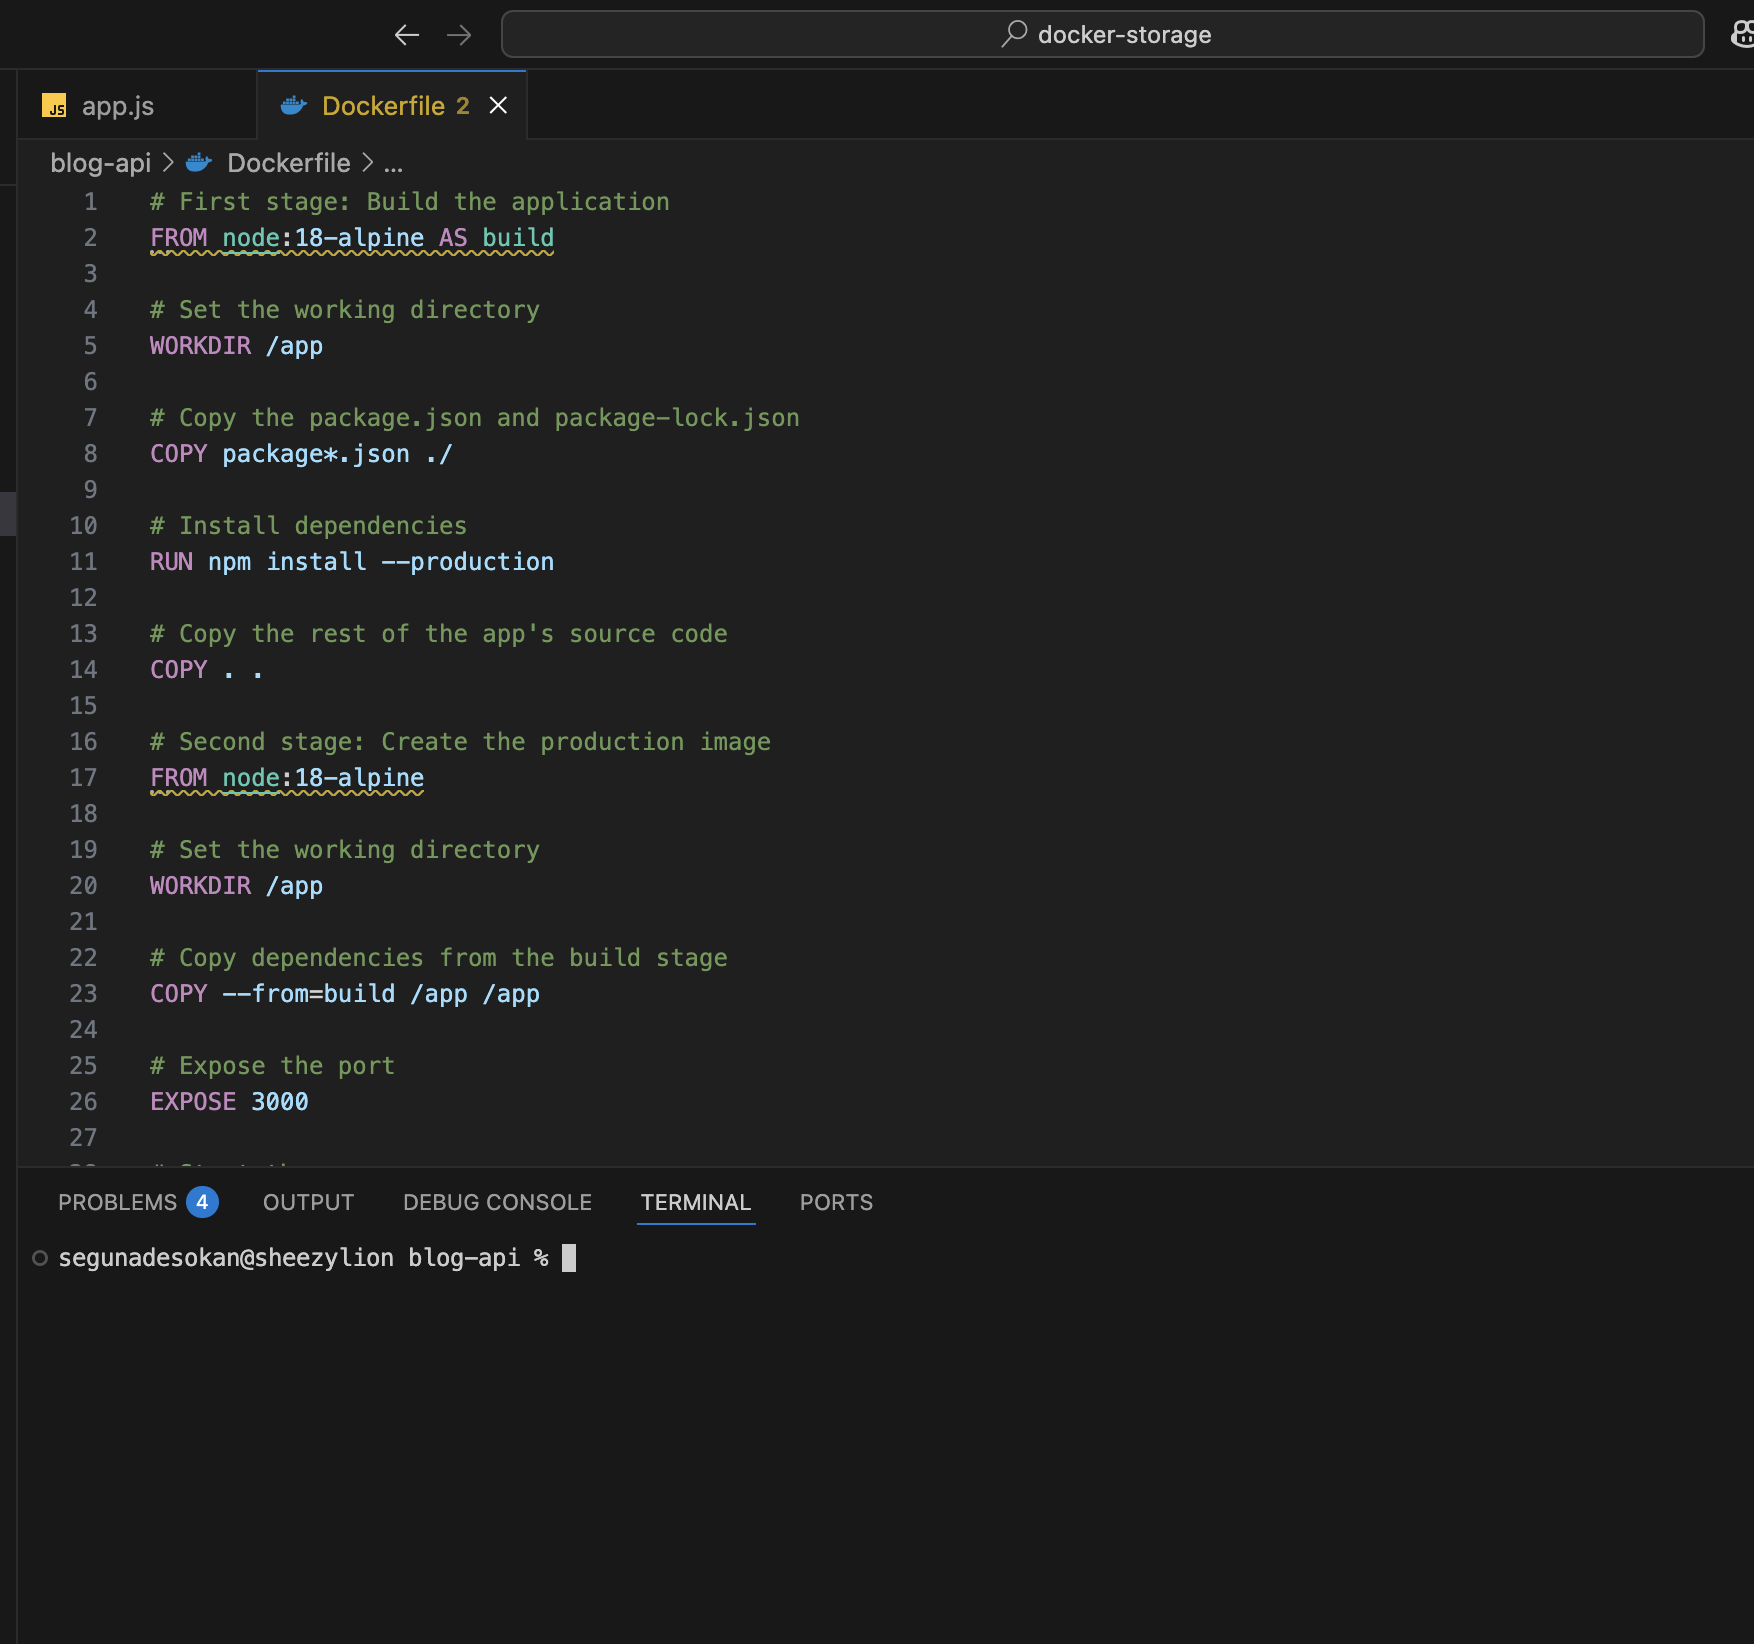 docker-storage
JS app.js
Dockerfile 2
blog-api > Dockerfile > ...
1 # First stage: Build the application
2 FROM node:18-alpine AS build
3
4 # Set the working directory
5 WORKDIR /app
6
7 # Copy the package.json and package-lock.json
8 COPY package*.json ./
9
10 # Install dependencies
11 RUN npm install --production
12
13 # Copy the rest of the app's source code
14 COPY . .
15
16 # Second stage: Create the production image
17 FROM node:18-alpine
18
19 # Set the working directory
20 WORKDIR /app
21
22 # Copy dependencies from the build stage
23 COPY --from=build /app /app
24
25 # Expose the port
26 EXPOSE 3000
27
PROBLEMS 4 OUTPUT DEBUG CONSOLE TERMINAL PORTS
segunadesokan@sheezylion blog-api %